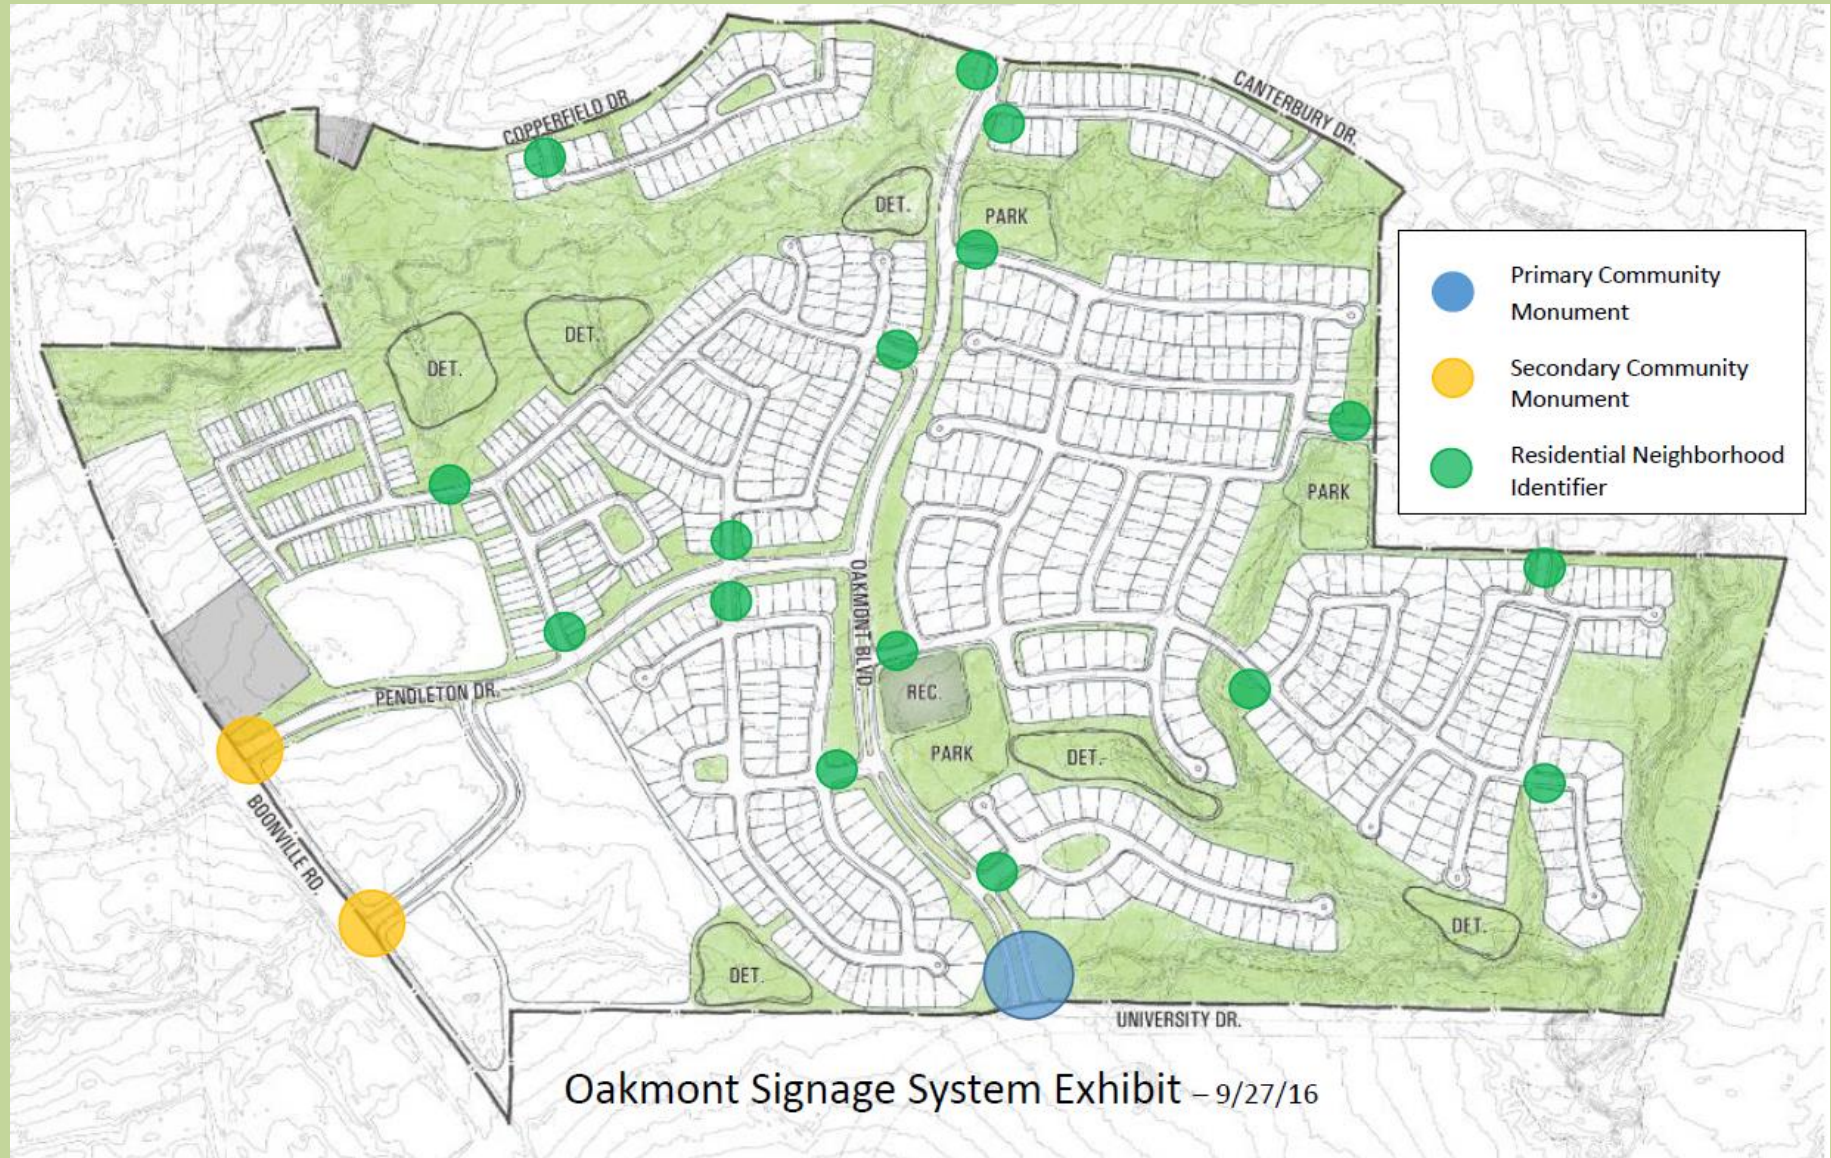 COPPERFIELD DR.
CANTERBURY DR.
DET.
PARK
DET.
DET.
Primary Community
Monument
Secondary Community
Monument
Residential Neighborhood
Identifier
PARK
OAKMONT BLVD.
PENDLETON DR.
REC.
PARK
DET.
BOONVILLE RD.
DET.
DET.
UNIVERSITY DR.
Oakmont Signage System Exhibit – 9/27/16